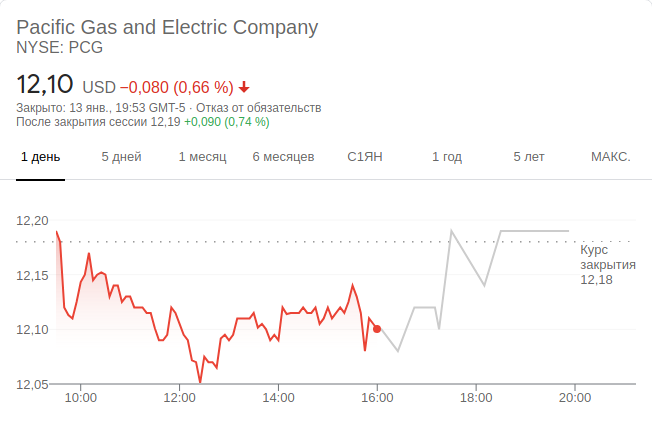 Pacific Gas and Electric Company
NYSE: PCG
12,10 USD −0,080 (0,66 %)
Закрыто: 13 янв., 19:53 GMT-5 · Отказ от обязательств
После закрытия сессии 12,19 +0,090 (0,74 %)
1 день 5 дней 1 месяц 6 месяцев С1ЯН 1 год 5 лет МАКС.
12,20
Курс
закрытия
12,18
12,15
12,10
12,05
10:00 12:00 14:00 16:00 18:00 20:00